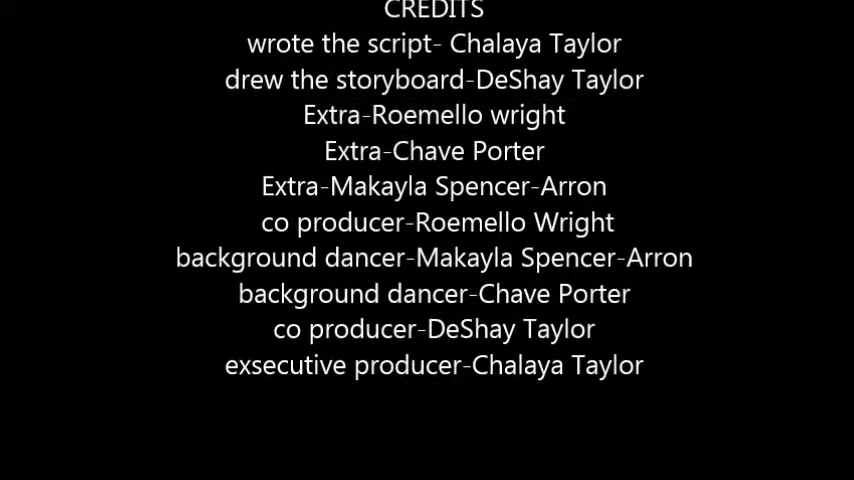 CREDITS
wrote the script- Chalaya Taylor
drew the storyboard-DeShay Taylor
Extra-Roemello wright
Extra-Chave Porter
Extra-Makayla Spencer-Arron
co producer-Roemello Wright
background dancer-Makayla Spencer-Arron
background dancer-Chave Porter
co producer-DeShay Taylor
exsecutive producer-Chalaya Taylor